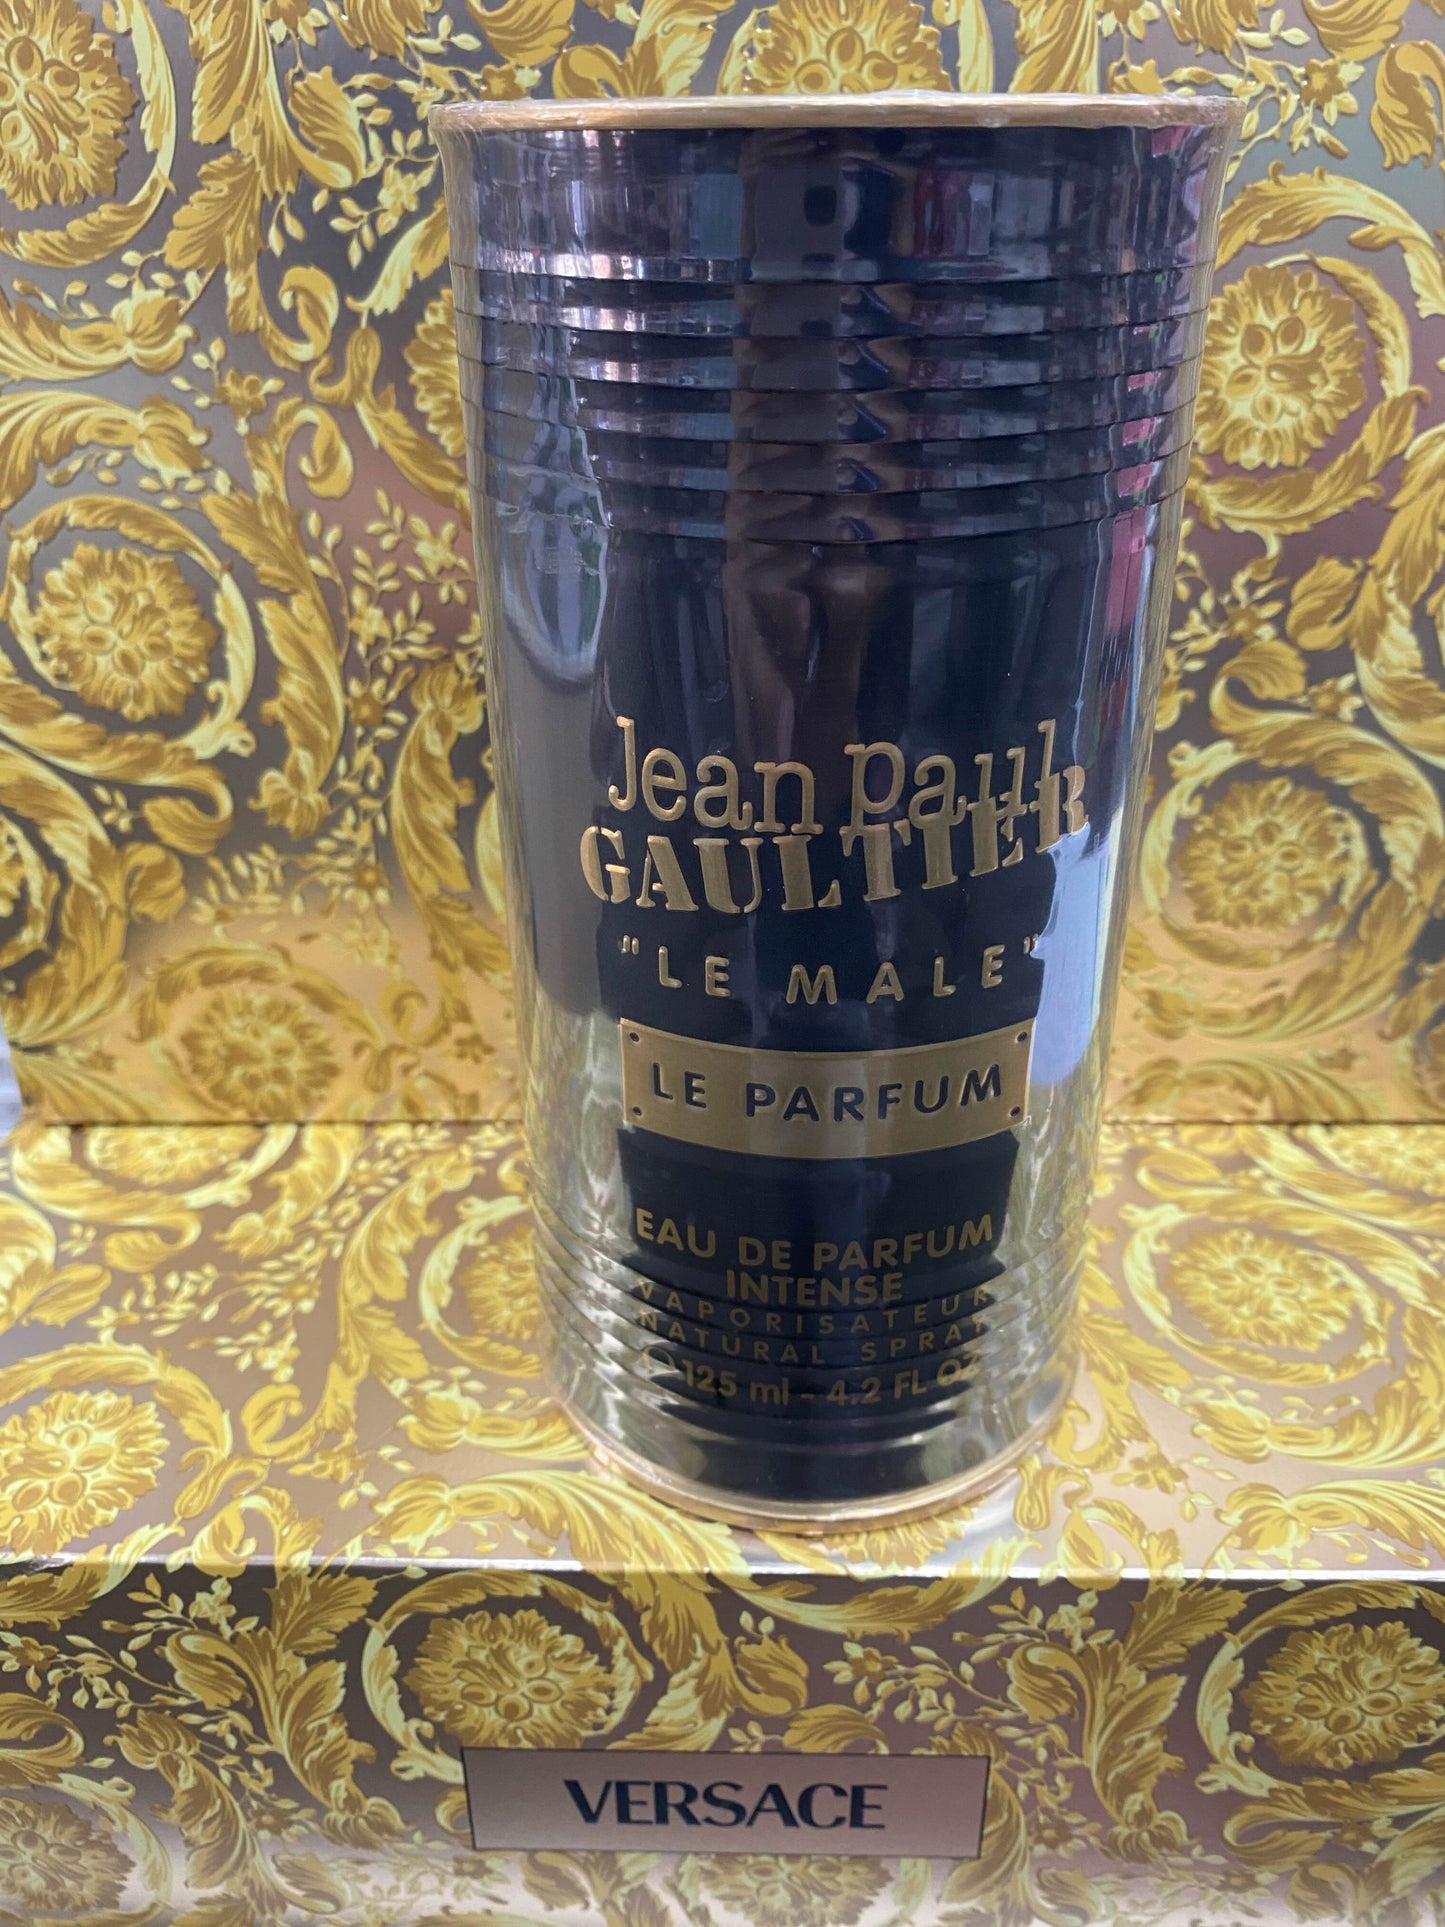 Jean Paul
GAULTIER
"LE MALE"
LE PARFUM
EAU DE PARFUM
INTENSE
VAPORISATEUR
NATURAL SPRAY
125 ml - 4.2 FL OZ
VERSACE